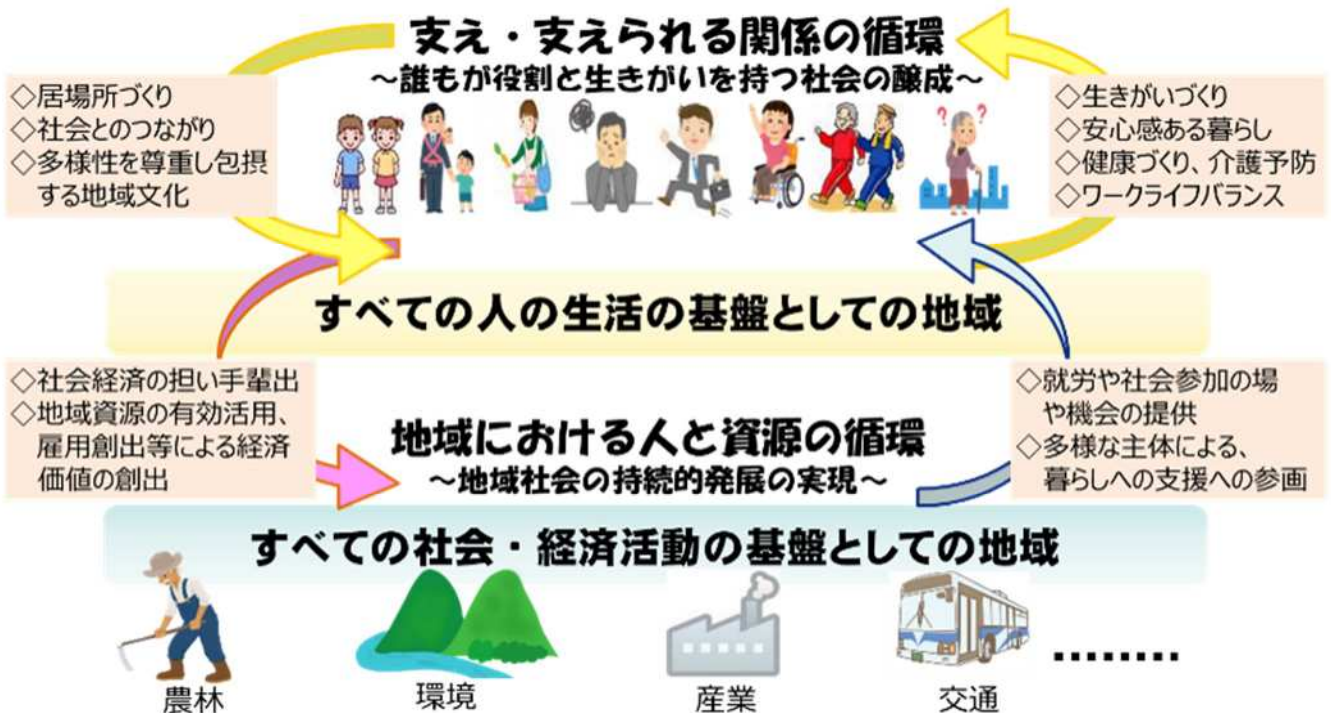 支え・支えられる関係の循環
～誰もが役割と生きがいを持つ社会の醸成～
◇居場所づくり
◇社会とのつながり
◇多様性を尊重し包摂
する地域文化
◇生きがいづくり
◇安心感ある暮らし
◇健康づくり、介護予防
◇ワークライフバランス
? ?
すべての人の生活の基盤としての地域
◇社会経済の担い手輩出
◇地域資源の有効活用、
雇用創出等による経済
価値の創出
地域における人と資源の循環
～地域社会の持続的発展の実現～
◇就労や社会参加の場
や機会の提供
◇多様な主体による、
暮らしへの支援への参画
すべての社会・経済活動の基盤としての地域
農林
環境
産業
交通
………